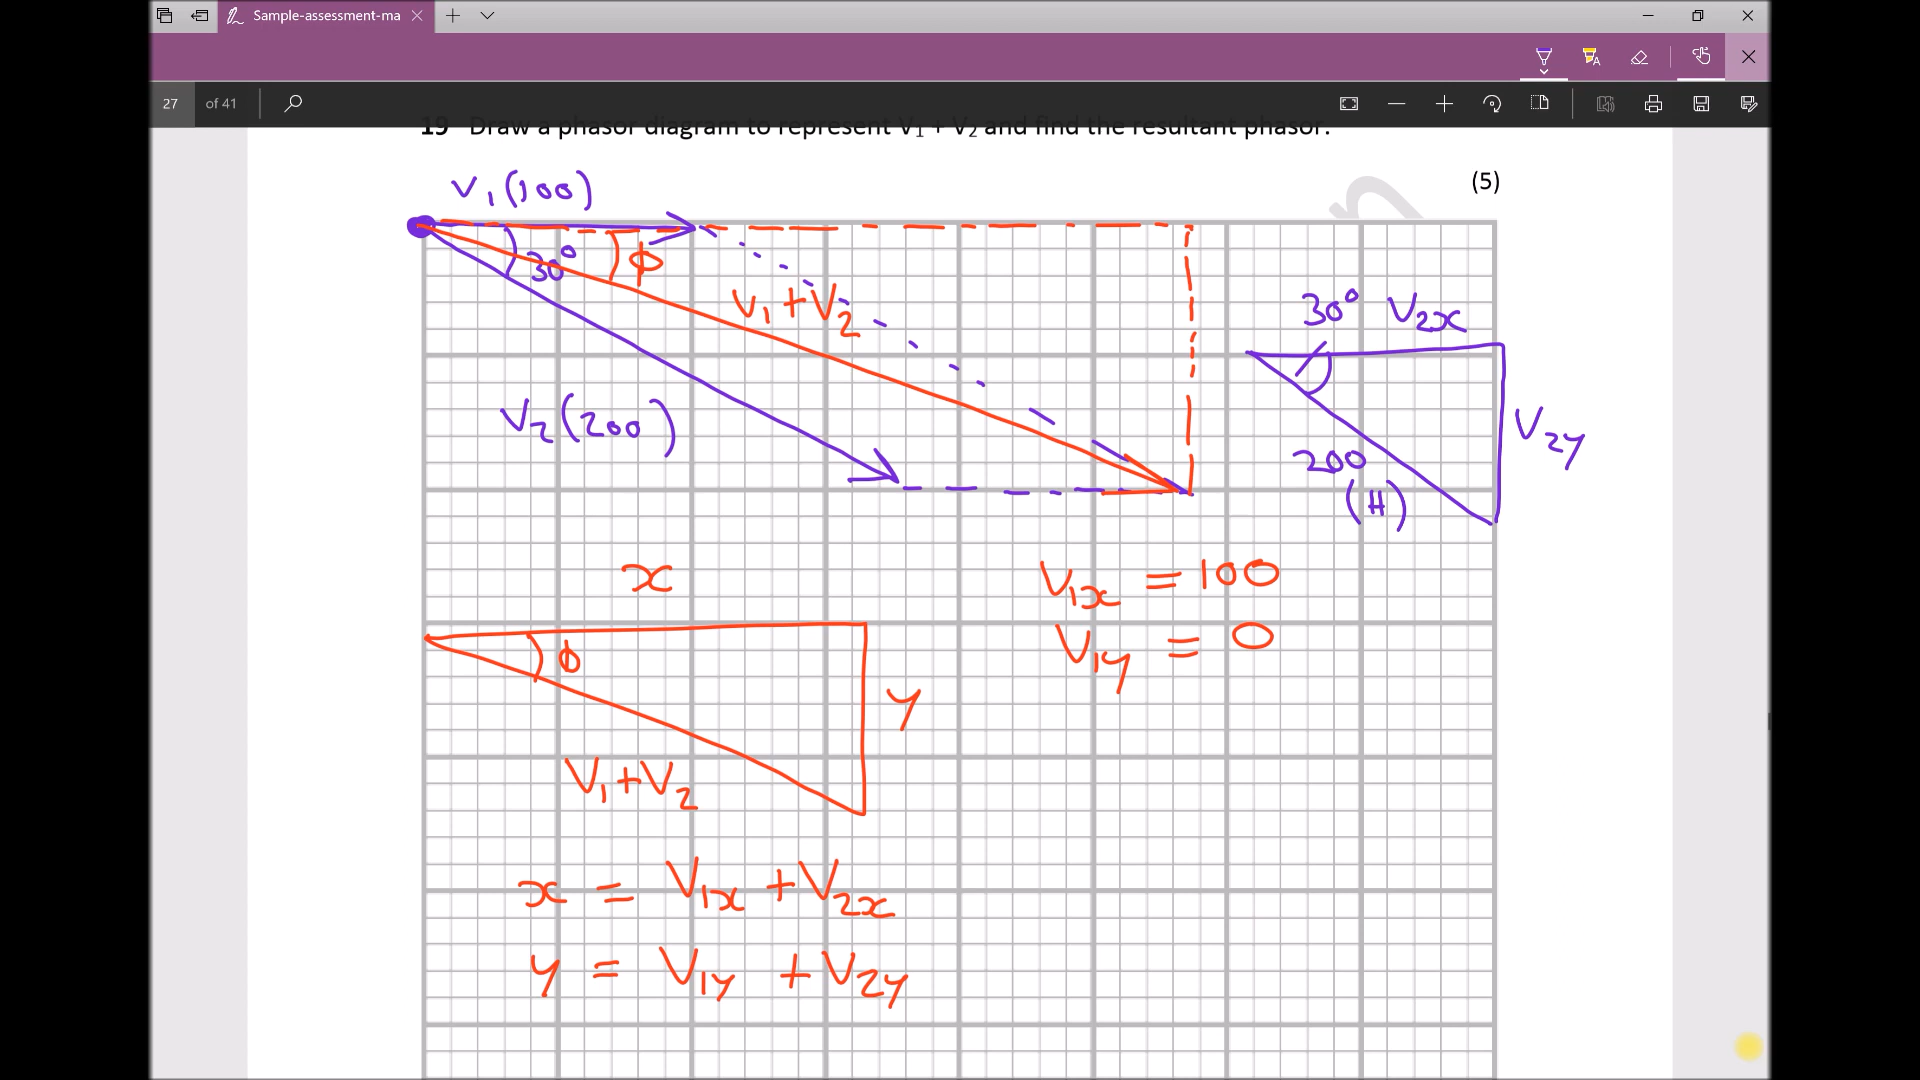 Sample-assessment-ma
27 of 41
19 Draw a phasor diagram to represent V₁ + V₂ and find the resultant phasor.
(5)
V₁(100)
30°
ϕ
V₁+V₂
V₂(200)
30° V₂x
V₂y
200
(H)
x
V₁x = 100
V₁y = 0
ϕ
y
V₁+V₂
x = V₁x + V₂x
y = V₁y + V₂y